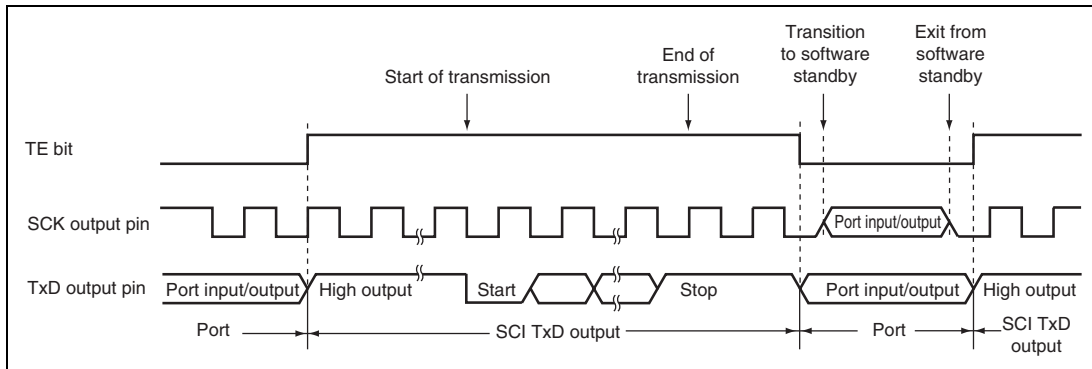 Transition
to software
standby
Exit from
software
standby
Start of transmission
End of
transmission
TE bit
SCK output pin
Port input/output
TxD output pin
Port input/output
High output
Start
Stop
Port input/output
High output
Port
SCI TxD output
Port
SCI TxD
output